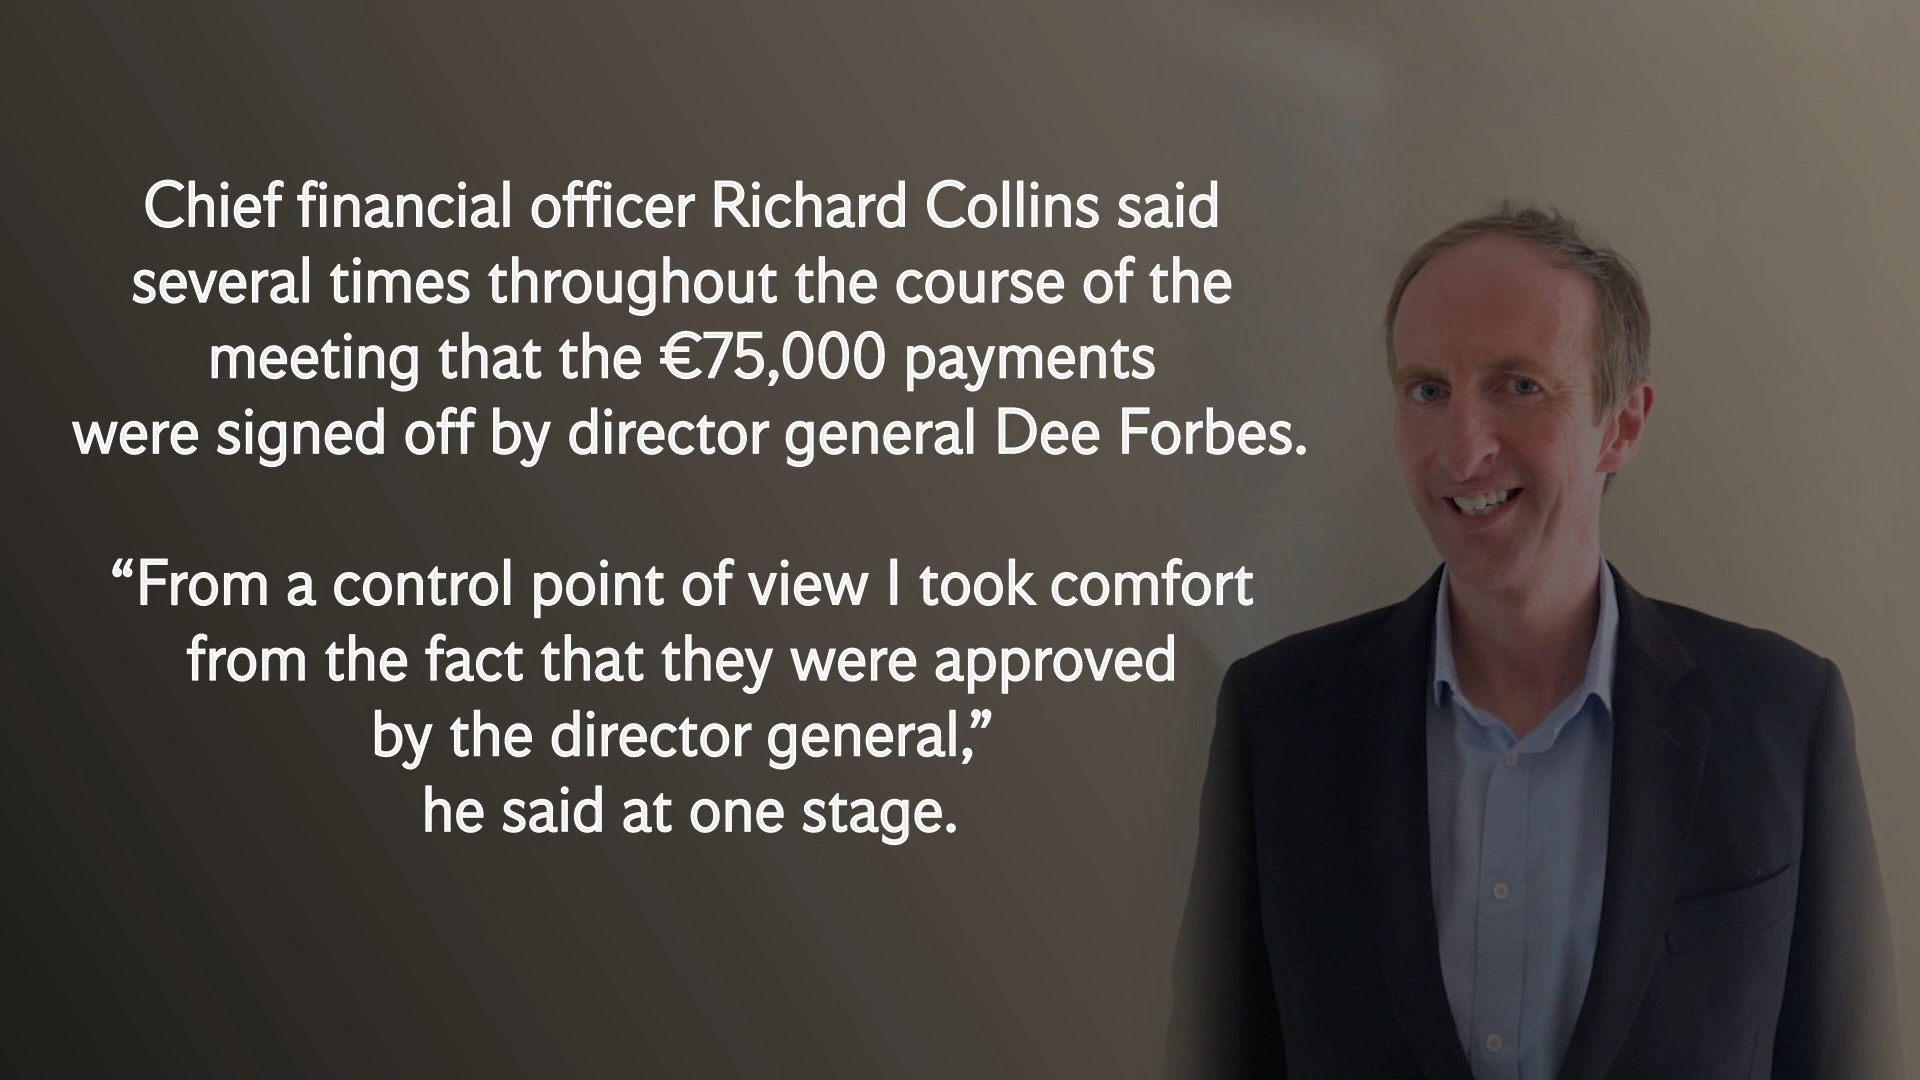 Chief financial officer Richard Collins said
several times throughout the course of the
meeting that the €75,000 payments
were signed off by director general Dee Forbes.
“From a control point of view I took comfort
from the fact that they were approved
by the director general,”
he said at one stage.